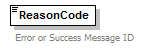 ReasonCode
Error or Success Message ID